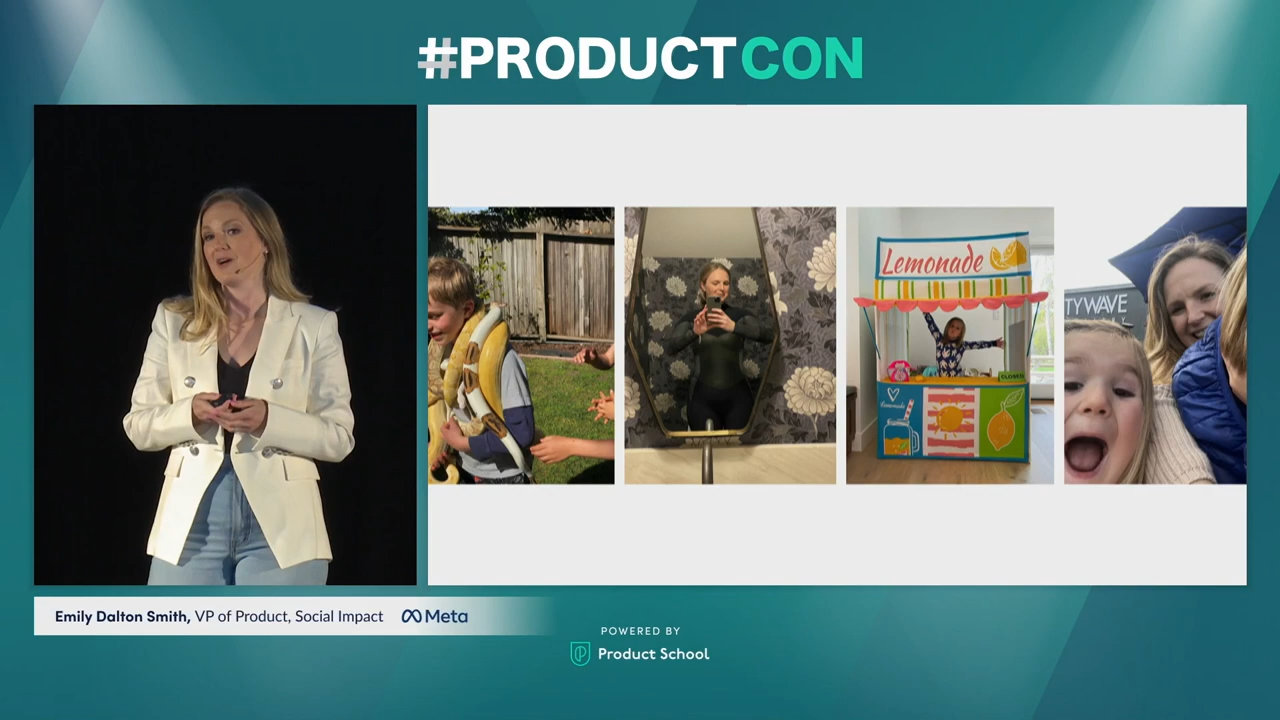 #PRODUCTCON
Lemonade
CLOSED
Lemonade
TYWAVE
Emily Dalton Smith, VP of Product, Social Impact
Meta
POWERED BY
Product School